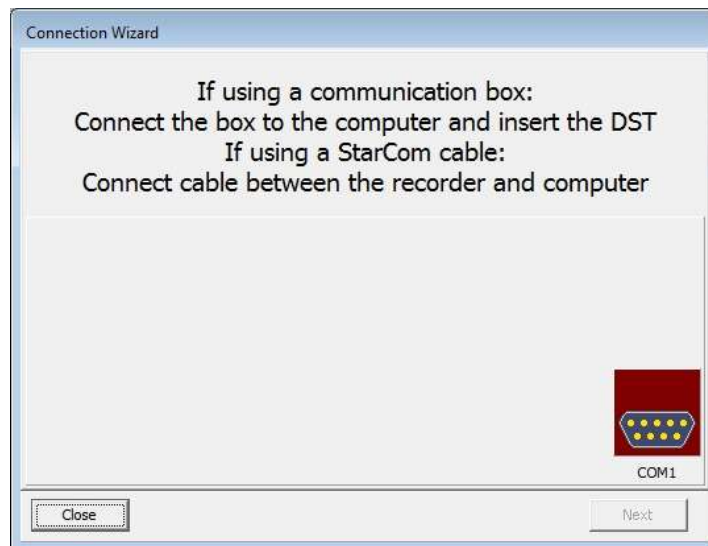 Connection Wizard
If using a communication box:
Connect the box to the computer and insert the DST
If using a StarCom cable:
Connect cable between the recorder and computer
COM1
Close
Next